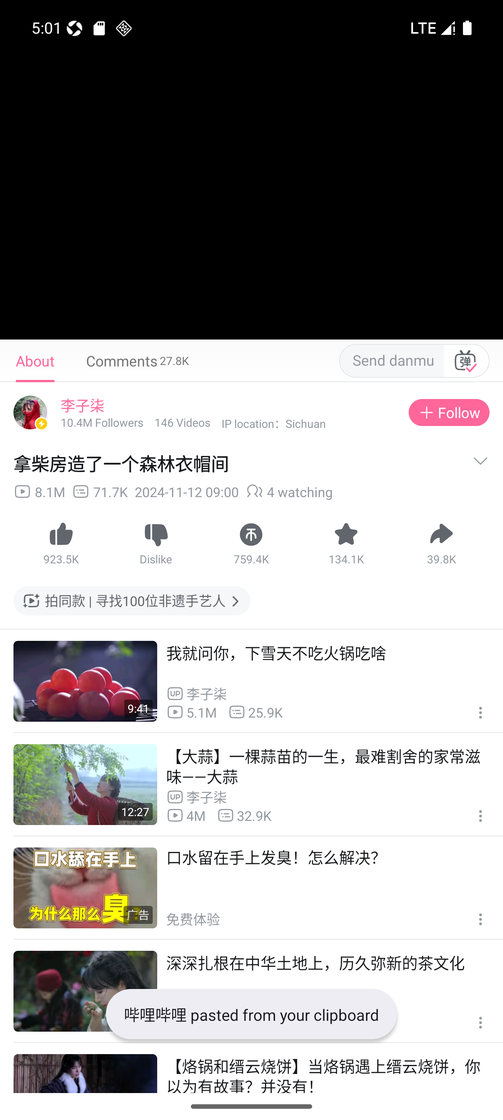 5:01
LTE
About
Comments 27.8K
Send danmu
弹
李子柒
10.4M Followers 146 Videos IP location：Sichuan
+ Follow
拿柴房造了一个森林衣帽间
8.1M 71.7K 2024-11-12 09:00 4 watching
923.5K
Dislike
759.4K
134.1K
39.8K
拍同款 | 寻找100位非遗手艺人
9:41
我就问你，下雪天不吃火锅吃啥
UP 李子柒
5.1M 25.9K
12:27
【大蒜】一棵蒜苗的一生，最难割舍的家常滋
味——大蒜
UP 李子柒
4M 32.9K
口水舔在手上
为什么那么臭
广告
口水留在手上发臭！怎么解决？
免费体验
深深扎根在中华土地上，历久弥新的茶文化
哔哩哔哩 pasted from your clipboard
【烙锅和缙云烧饼】当烙锅遇上缙云烧饼，你
以为有故事？并没有！